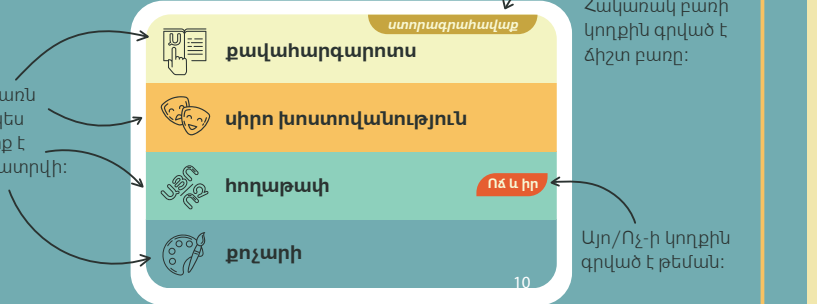 ստորագրահավաք
քավահարգարոտս
Հակառակ բառի
կողքին գրված է
ճիշտ բառը:
սիրո խոստովանություն
հողաթափ
Ոճ և իր
քոչարի
Այո/Ոչ-ի կողքին
գրված է թեման:
10